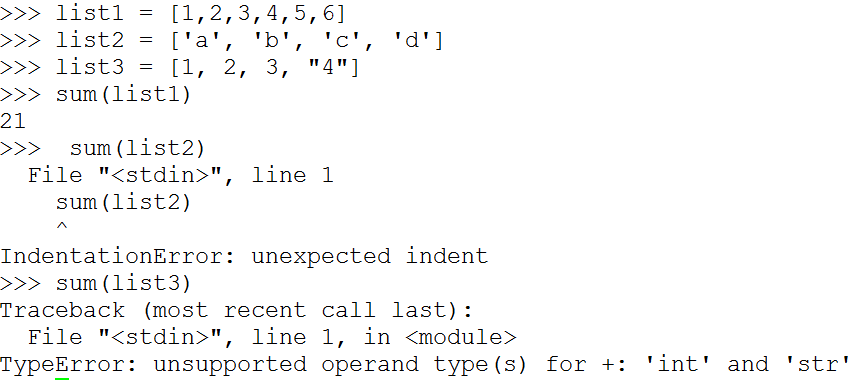 >>> list1 = [1,2,3,4,5,6]
>>> list2 = ['a', 'b', 'c', 'd']
>>> list3 = [1, 2, 3, "4"]
>>> sum(list1)
21
>>>  sum(list2)
  File "<stdin>", line 1
    sum(list2)
    ^
IndentationError: unexpected indent
>>> sum(list3)
Traceback (most recent call last):
  File "<stdin>", line 1, in <module>
TypeError: unsupported operand type(s) for +: 'int' and 'str'